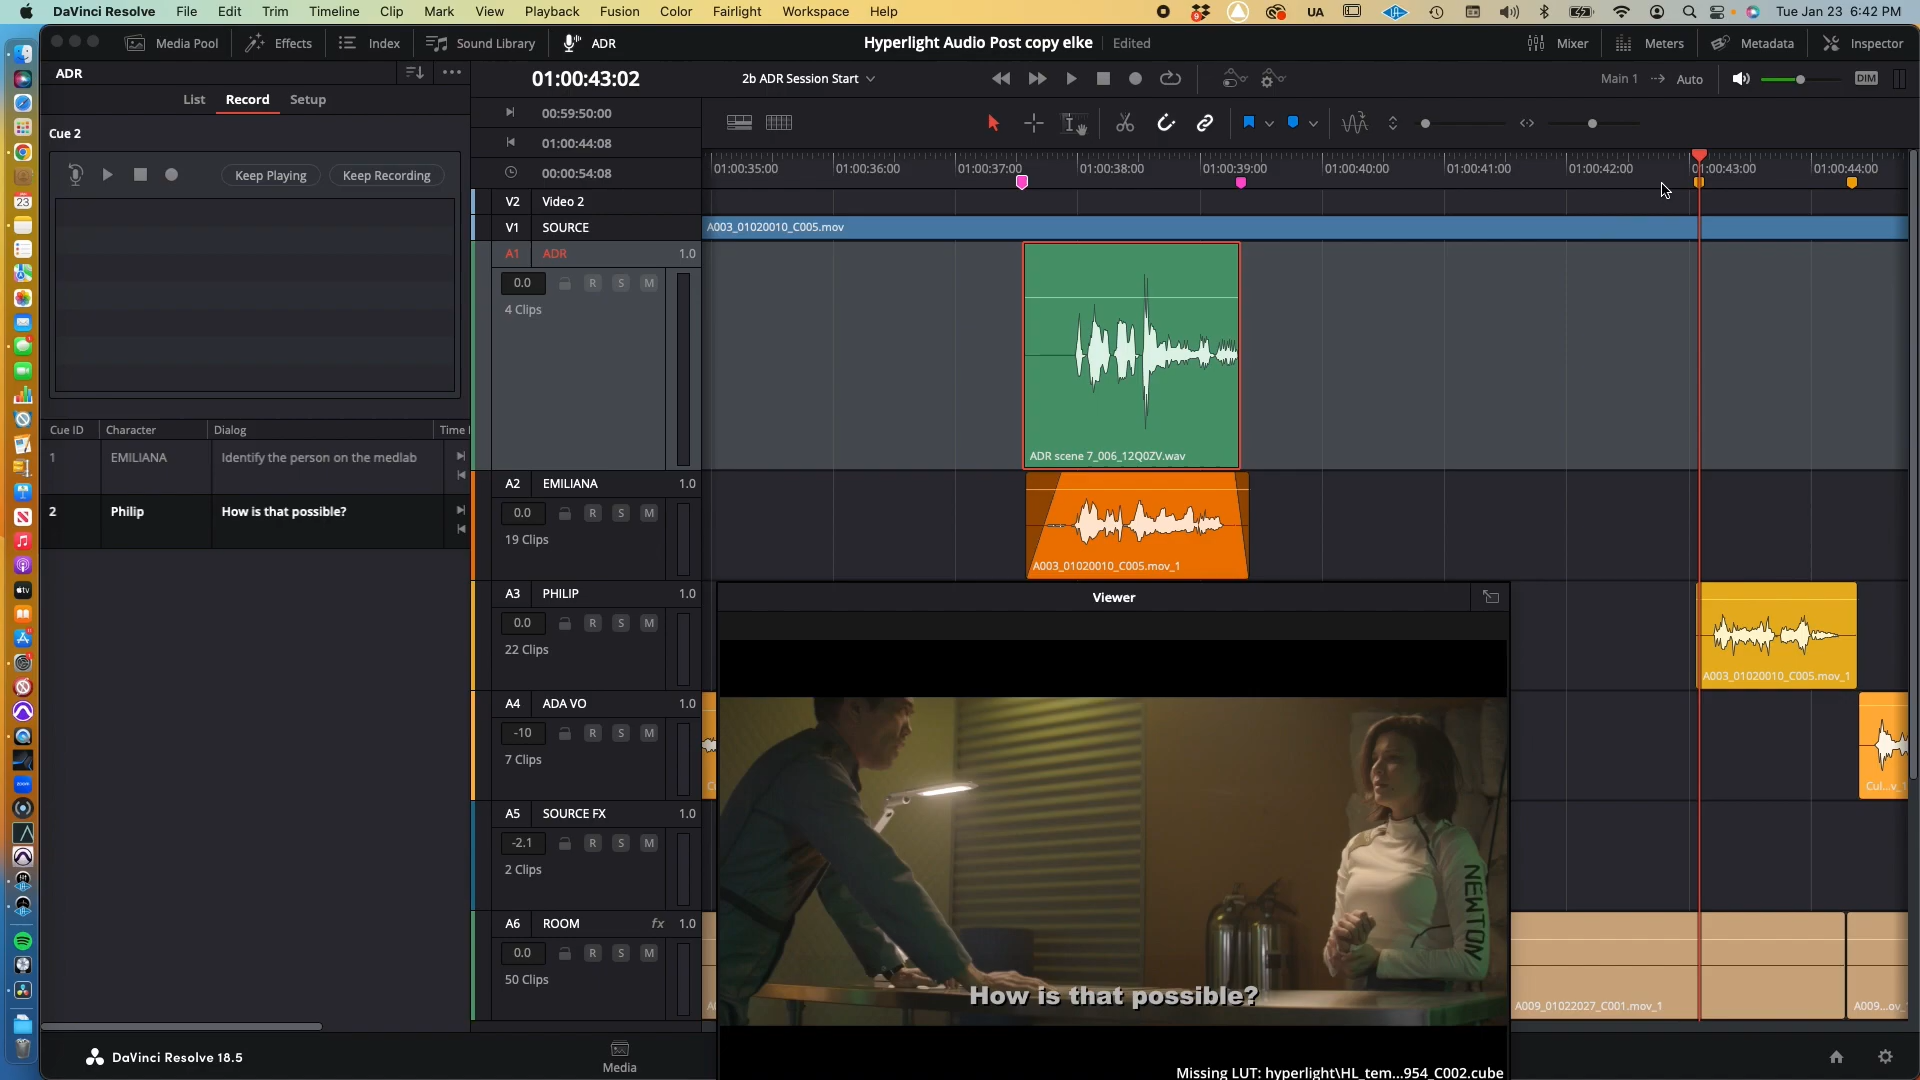 DaVinci Resolve File Edit Trim Timeline Clip Mark View Playback Fusion Color Fairlight Workspace Help UA Tue Jan 23 6:42 PM
Media Pool Effects Index Sound Library ADR Hyperlight Audio Post copy elke Edited Mixer Meters Metadata Inspector
ADR 01:00:43:02 2b ADR Session Start Main 1 Auto DIM
List Record Setup
00:59:50:00
01:00:44:08
00:00:54:08
Cue 2
Keep Playing Keep Recording
01:00:35:00 01:00:36:00 01:00:37:00 01:00:38:00 01:00:39:00 01:00:40:00 01:00:41:00 01:00:42:00 01:00:43:00 01:00:44:00
V2 Video 2
V1 SOURCE A003_01020010_C005.mov
A1 ADR 1.0
0.0 R S M
4 Clips
ADR scene 7_006_12Q0ZV.wav
Cue ID Character Dialog Time
1 EMILIANA Identify the person on the medlab
2 Philip How is that possible?
A2 EMILIANA 1.0
0.0 R S M
19 Clips
A003_01020010_C005.mov_1
A3 PHILIP 1.0
0.0 R S M
22 Clips
A003_01020010_C005.mov_1
A4 ADA VO 1.0
-10 R S M
7 Clips
Cul...v_1
A5 SOURCE FX 1.0
-2.1 R S M
2 Clips
A6 ROOM fx 1.0
0.0 R S M
50 Clips
A009_01022027_C001.mov_1 A009...ov_
Viewer
NEWTON
How is that possible?
Missing LUT: hyperlight\HL_tem...954_C002.cube
DaVinci Resolve 18.5
Media